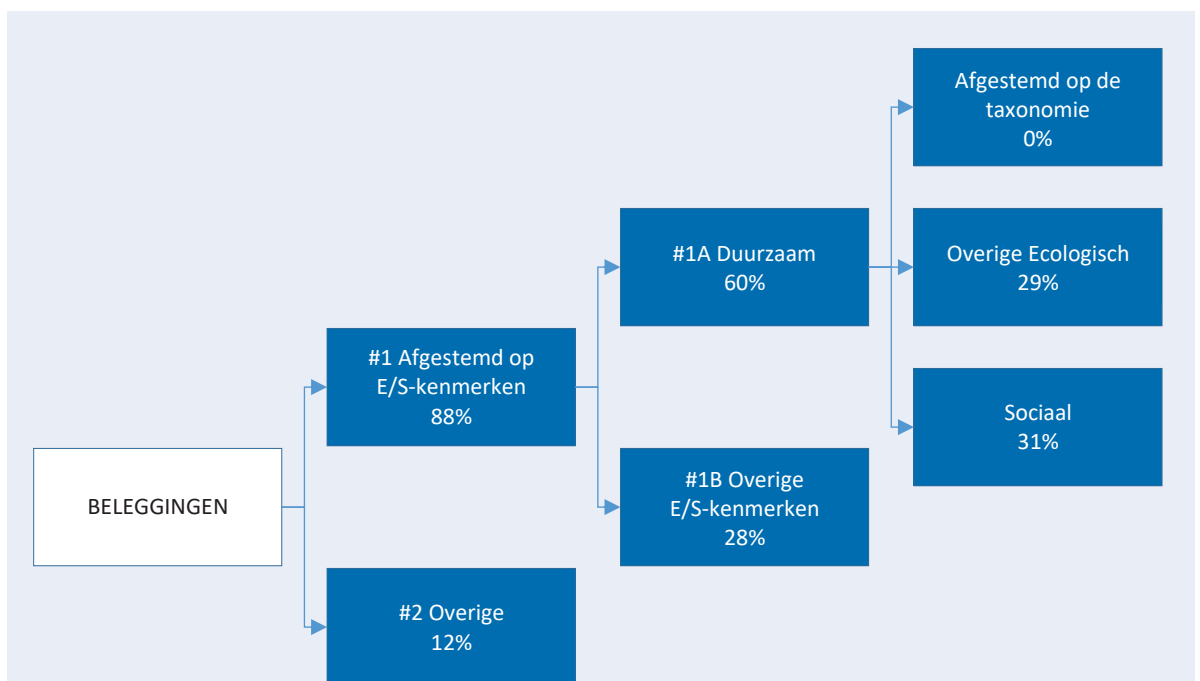 Afgestemd op de
taxonomie
0%
#1A Duurzaam
60%
Overige Ecologisch
29%
#1 Afgestemd op
E/S-kenmerken
88%
Sociaal
31%
BELEGGINGEN
#1B Overige
E/S-kenmerken
28%
#2 Overige
12%